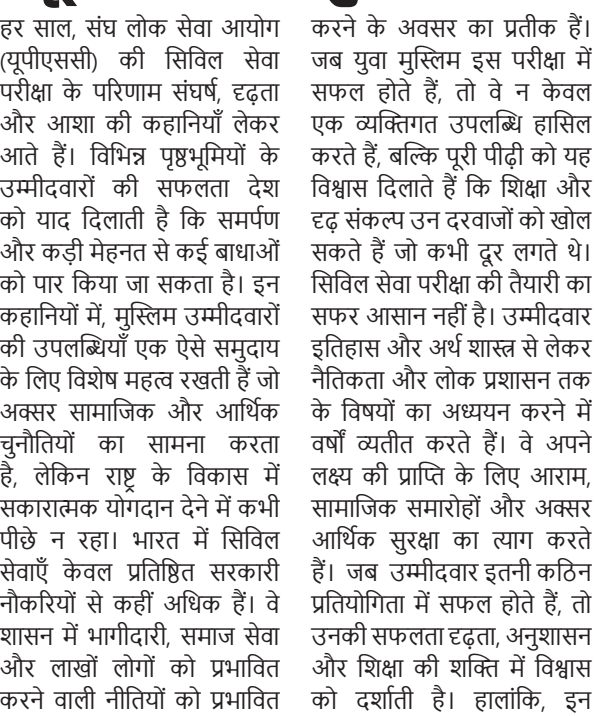 हर साल, संघ लोक सेवा आयोग
(यूपीएससी) की सिविल सेवा
परीक्षा के परिणाम संघर्ष, दृढ़ता
और आशा की कहानियाँ लेकर
आते हैं। विभिन्न पृष्ठभूमियों के
उम्मीदवारों की सफलता देश
को याद दिलाती है कि समर्पण
और कड़ी मेहनत से कई बाधाओं
को पार किया जा सकता है। इन
कहानियों में, मुस्लिम उम्मीदवारों
की उपलब्धियाँ एक ऐसे समुदाय
के लिए विशेष महत्व रखती हैं जो
अक्सर सामाजिक और आर्थिक
चुनौतियों का सामना करता
है, लेकिन राष्ट्र के विकास में
सकारात्मक योगदान देने में कभी
पीछे न रहा। भारत में सिविल
सेवाएँ केवल प्रतिष्ठित सरकारी
नौकरियों से कहीं अधिक हैं। वे
शासन में भागीदारी, समाज सेवा
और लाखों लोगों को प्रभावित
करने वाली नीतियों को प्रभावित
करने के अवसर का प्रतीक हैं।
जब युवा मुस्लिम इस परीक्षा में
सफल होते हैं, तो वे न केवल
एक व्यक्तिगत उपलब्धि हासिल
करते हैं, बल्कि पूरी पीढ़ी को यह
विश्वास दिलाते हैं कि शिक्षा और
दृढ़ संकल्प उन दरवाजों को खोल
सकते हैं जो कभी दूर लगते थे।
सिविल सेवा परीक्षा की तैयारी का
सफर आसान नहीं है। उम्मीदवार
इतिहास और अर्थ शास्त्र से लेकर
नैतिकता और लोक प्रशासन तक
के विषयों का अध्ययन करने में
वर्षों व्यतीत करते हैं। वे अपने
लक्ष्य की प्राप्ति के लिए आराम,
सामाजिक समारोहों और अक्सर
आर्थिक सुरक्षा का त्याग करते
हैं। जब उम्मीदवार इतनी कठिन
प्रतियोगिता में सफल होते हैं, तो
उनकी सफलता दृढ़ता, अनुशासन
और शिक्षा की शक्ति में विश्वास
को दर्शाती है। हालांकि, इन